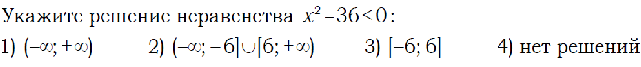 Укажите решение неравенства x² – 36 < 0 :
1) (–∞; +∞) 2) (–∞; –6]∪[6; +∞) 3) [–6; 6] 4) нет решений